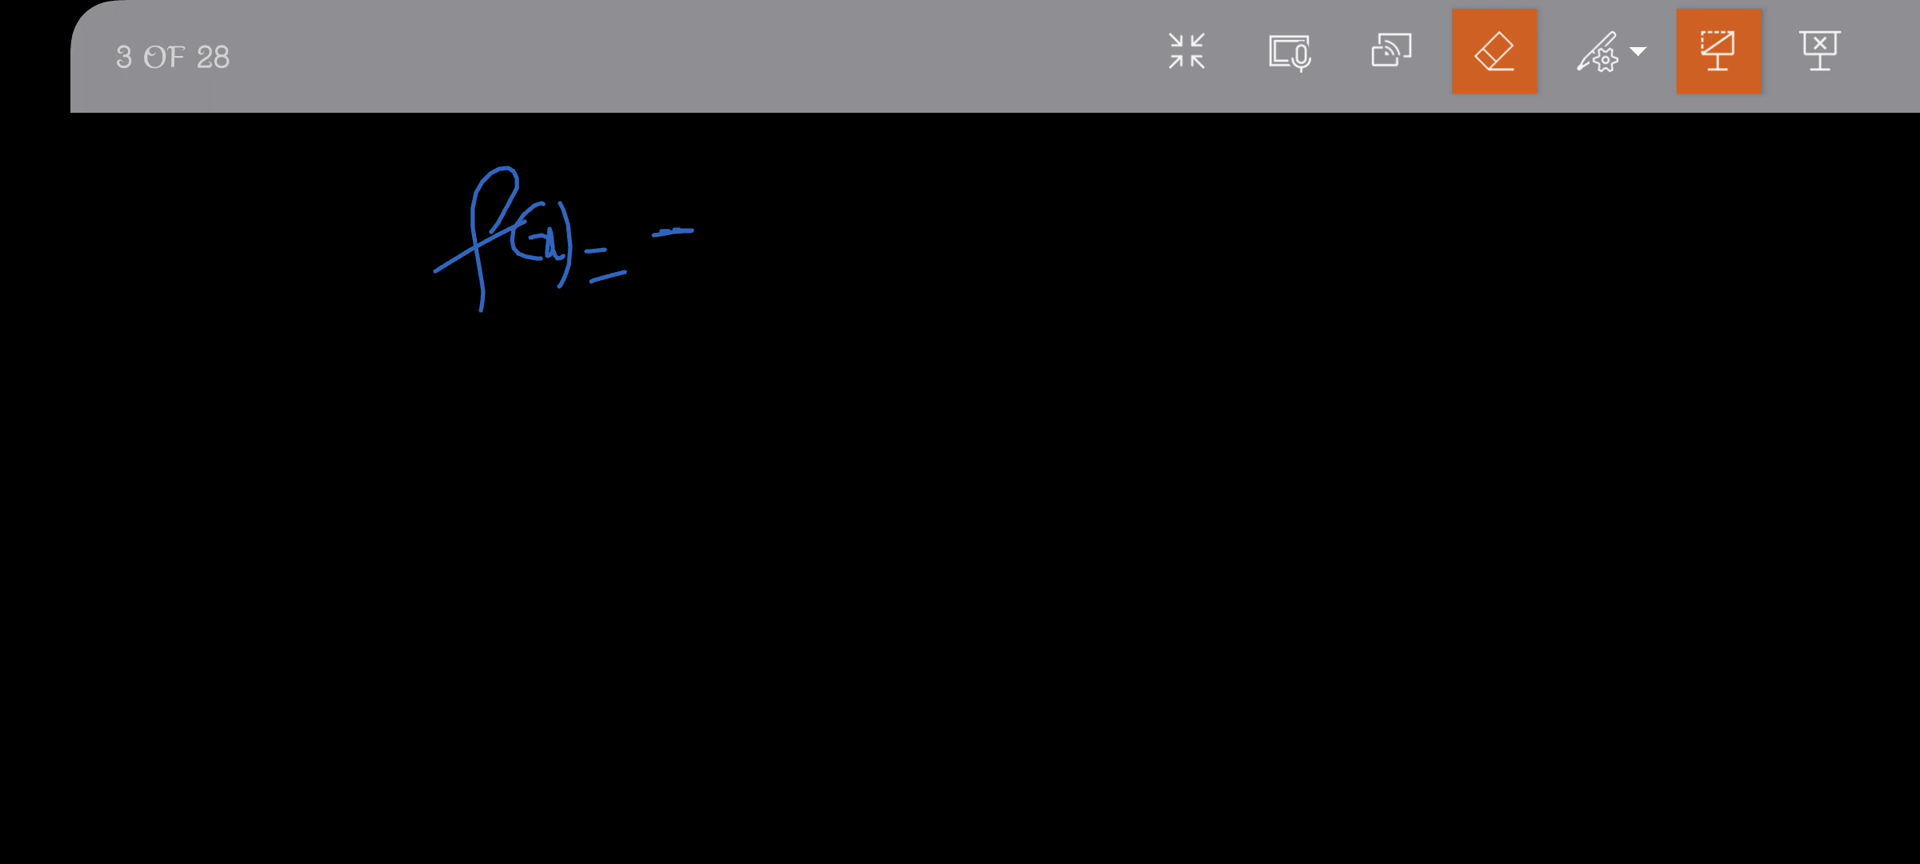 3 OF 28
f(x) = -